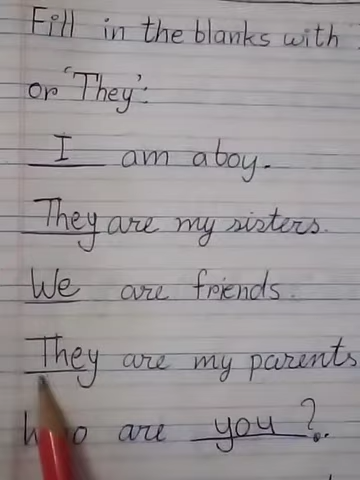 Fill in the blanks with
or 'They':
I am a boy.
They are my sisters.
We are friends.
They are my parents
who are you?